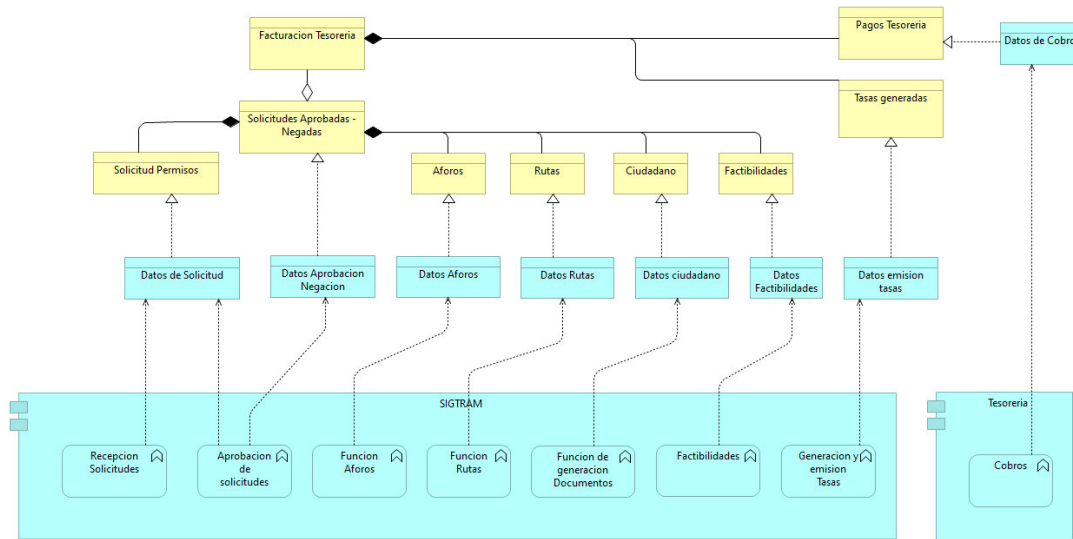 Facturacion Tesoreria
Pagos Tesoreria
Datos de Cobro
Tasas generadas
Solicitudes Aprobadas -
Negadas
Solicitud Permisos
Aforos
Rutas
Ciudadano
Factibilidades
Datos de Solicitud
Datos Aprobacion
Negacion
Datos Aforos
Datos Rutas
Datos ciudadano
Datos
Factibilidades
Datos emision
tasas
SIGTRAM
Tesoreria
Recepcion
Solicitudes
Aprobacion
de
solicitudes
Funcion
Aforos
Funcion
Rutas
Funcion de
generacion
Documentos
Factibilidades
Generacion y
emision
Tasas
Cobros